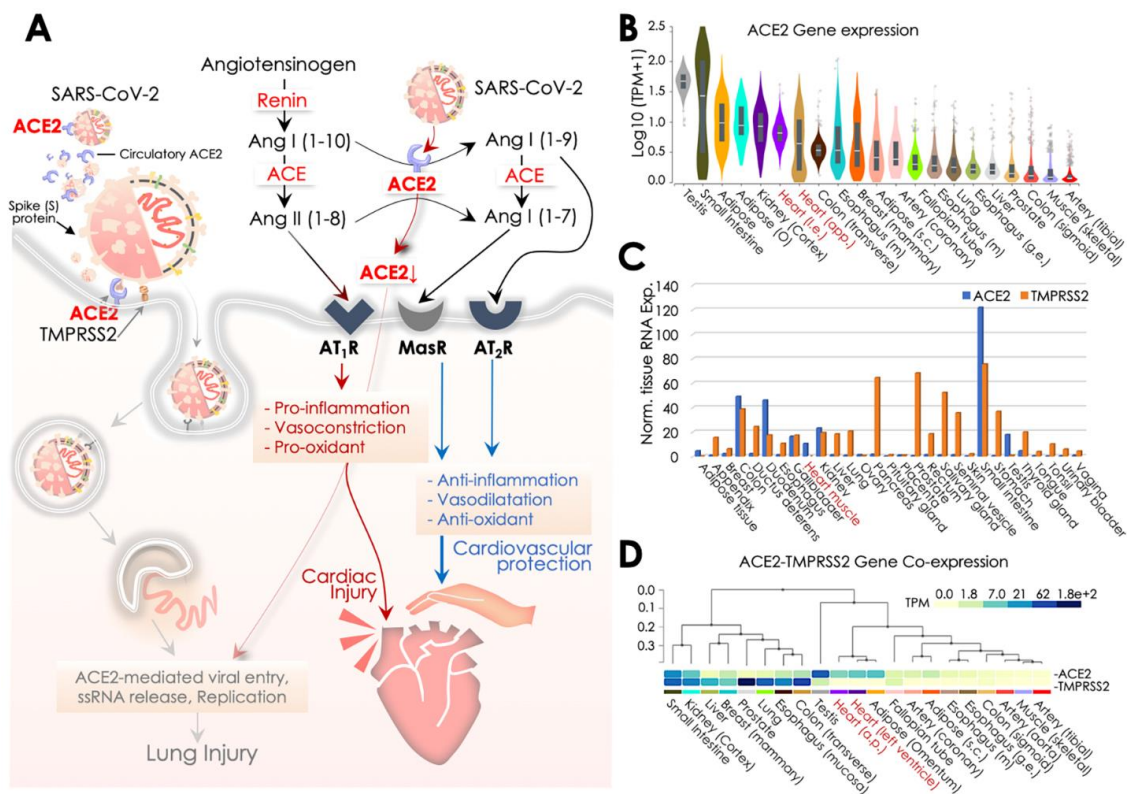 A
SARS-CoV-2
ACE2
Circulatory ACE2
Spike (S)
protein
ACE2
TMPRSS2
Angiotensinogen
Renin
Ang I (1-10)
ACE
Ang II (1-8)
SARS-CoV-2
Ang I (1-9)
ACE2
ACE
Ang I (1-7)
ACE2↓
AT1R
MasR
AT2R
- Pro-inflammation
- Vasoconstriction
- Pro-oxidant
- Anti-inflammation
- Vasodilatation
- Anti-oxidant
Cardiovascular
protection
Cardiac
Injury
ACE2-mediated viral entry,
ssRNA release, Replication
Lung Injury
B
ACE2 Gene expression
Log10 (TPM+1)
2.5
2.0
1.5
1.0
0.5
0.0
Testis
Small Intestine
Adipose
Adipose (O)
Kidney (Cortex)
Heart (l.e.)
Heart (app.)
Colon (transverse)
Esophagus (m)
Breast (mammary)
Adipose (s.c.)
Artery (coronary)
Fallopian tube
Esophagus (m)
Lung
Esophagus (g.e.)
Liver
Prostate
Colon (sigmoid)
Muscle (skeletal)
Artery (tibial)
C
ACE2
TMPRSS2
Norm. tissue RNA Exp.
140
120
100
80
60
40
20
0
Adipose tissue
Appendix
Breast
Colon
Ductus deferens
Duodenum
Esophagus
Gallbladder
Heart muscle
Kidney
Liver
Lung
Ovary
Pancreas
Pituitary gland
Placenta
Prostate
Rectum
Salivary gland
Seminal vesicle
Skin
Small intestine
Stomach
Testis
Thyroid gland
Tongue
Tonsil
Urinary bladder
Vagina
D
ACE2-TMPRSS2 Gene Co-expression
0.0
0.1
0.2
0.3
TPM
0.0 1.8 7.0 21 62 1.8e+2
-ACE2
-TMPRSS2
Small Intestine
Kidney (Cortex)
Liver
Breast (mammary)
Prostate
Lung
Esophagus (mucosa)
Colon (transverse)
Testis
Heart (a.p.)
Heart (left ventricle)
Adipose (Omentum)
Fallopian tube
Artery (coronary)
Adipose (s.c.)
Esophagus (m)
Esophagus (g.e.)
Colon (sigmoid)
Artery (aorta)
Muscle (skeletal)
Artery (tibial)